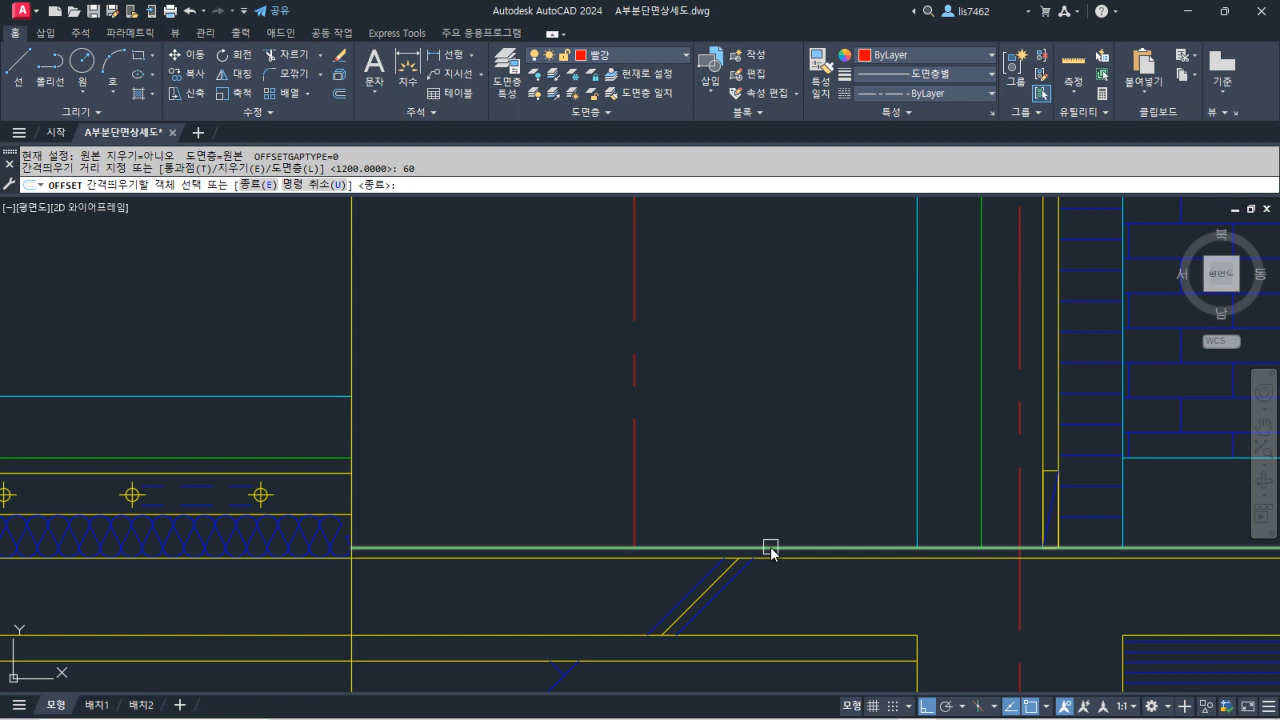 공유
Autodesk AutoCAD 2024 A부분단면상세도.dwg
lis7462
홈 삽입 주석 파라메트릭 뷰 관리 출력 애드인 공동 작업 Express Tools 주요 응용프로그램
선 폴리선 원 호
이동 회전 자르기
복사 대칭 모깎기
신축 축척 배열
문자 치수
선형
지시선
테이블
도면층 특성
빨강
현재로 설정
도면층 일치
삽입
작성
편집
속성 편집
특성 일치
ByLayer
도면층별
ByLayer
그룹 측정 붙여넣기 기준
그리기 수정 주석 도면층 블록 특성 그룹 유틸리티 클립보드 뷰
시작 A부분단면상세도*
현재 설정: 원본 지우기=아니오 도면층=원본 OFFSETGAPTYPE=0
간격띄우기 거리 지정 또는 [통과점(T)/지우기(E)/도면층(L)] <1200.0000>: 60
OFFSET 간격띄우기할 객체 선택 또는 [종료(E) 명령 취소(U)] <종료>:
[−][평면도][2D 와이어프레임]
북
서 평면도 동
남
WCS
Y
X
모형 배치1 배치2
모형 1:1